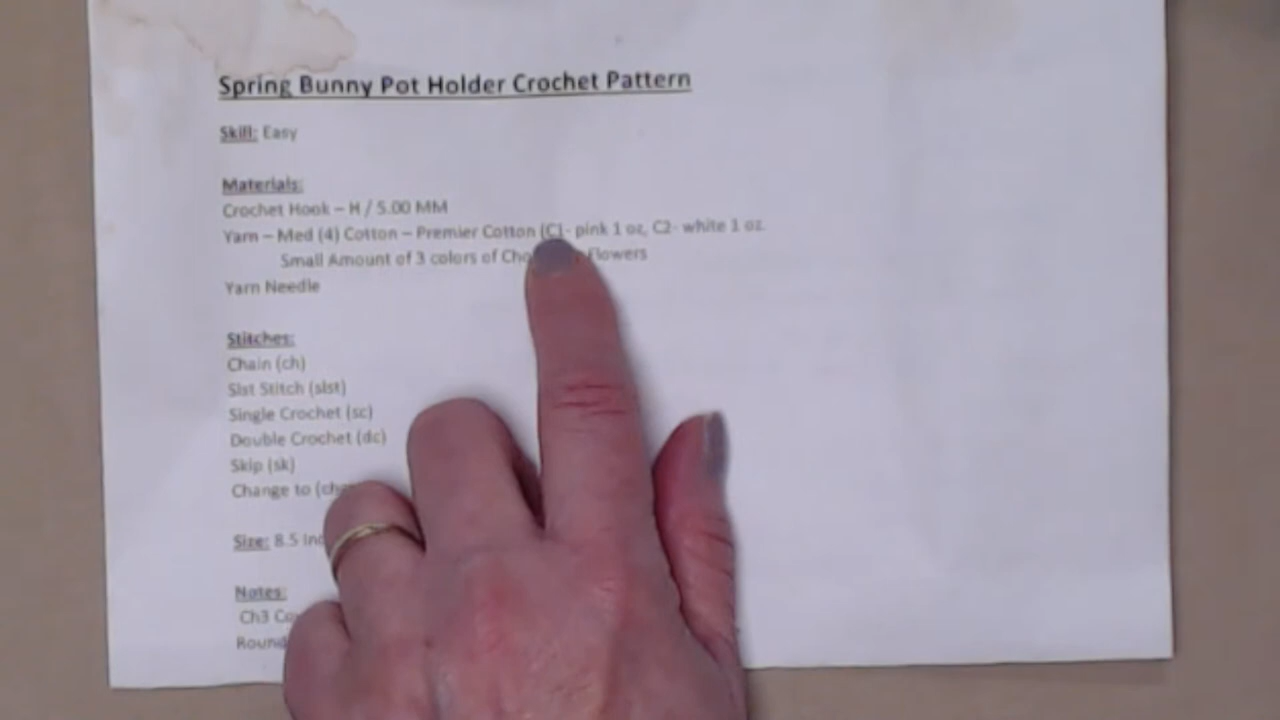 Spring Bunny Pot Holder Crochet Pattern
Skill: Easy
Materials:
Crochet Hook – H / 5.00 MM
Yarn – Med (4) Cotton – Premier Cotton (C1- pink 1 oz, C2- white 1 oz.
Small Amount of 3 colors of Flowers
Yarn Needle
Stitches:
Chain (ch)
Slst Stitch (slst)
Single Crochet (sc)
Double Crochet (dc)
Skip (sk)
Change to
Size: 8.5
Notes:
Ch3
Round